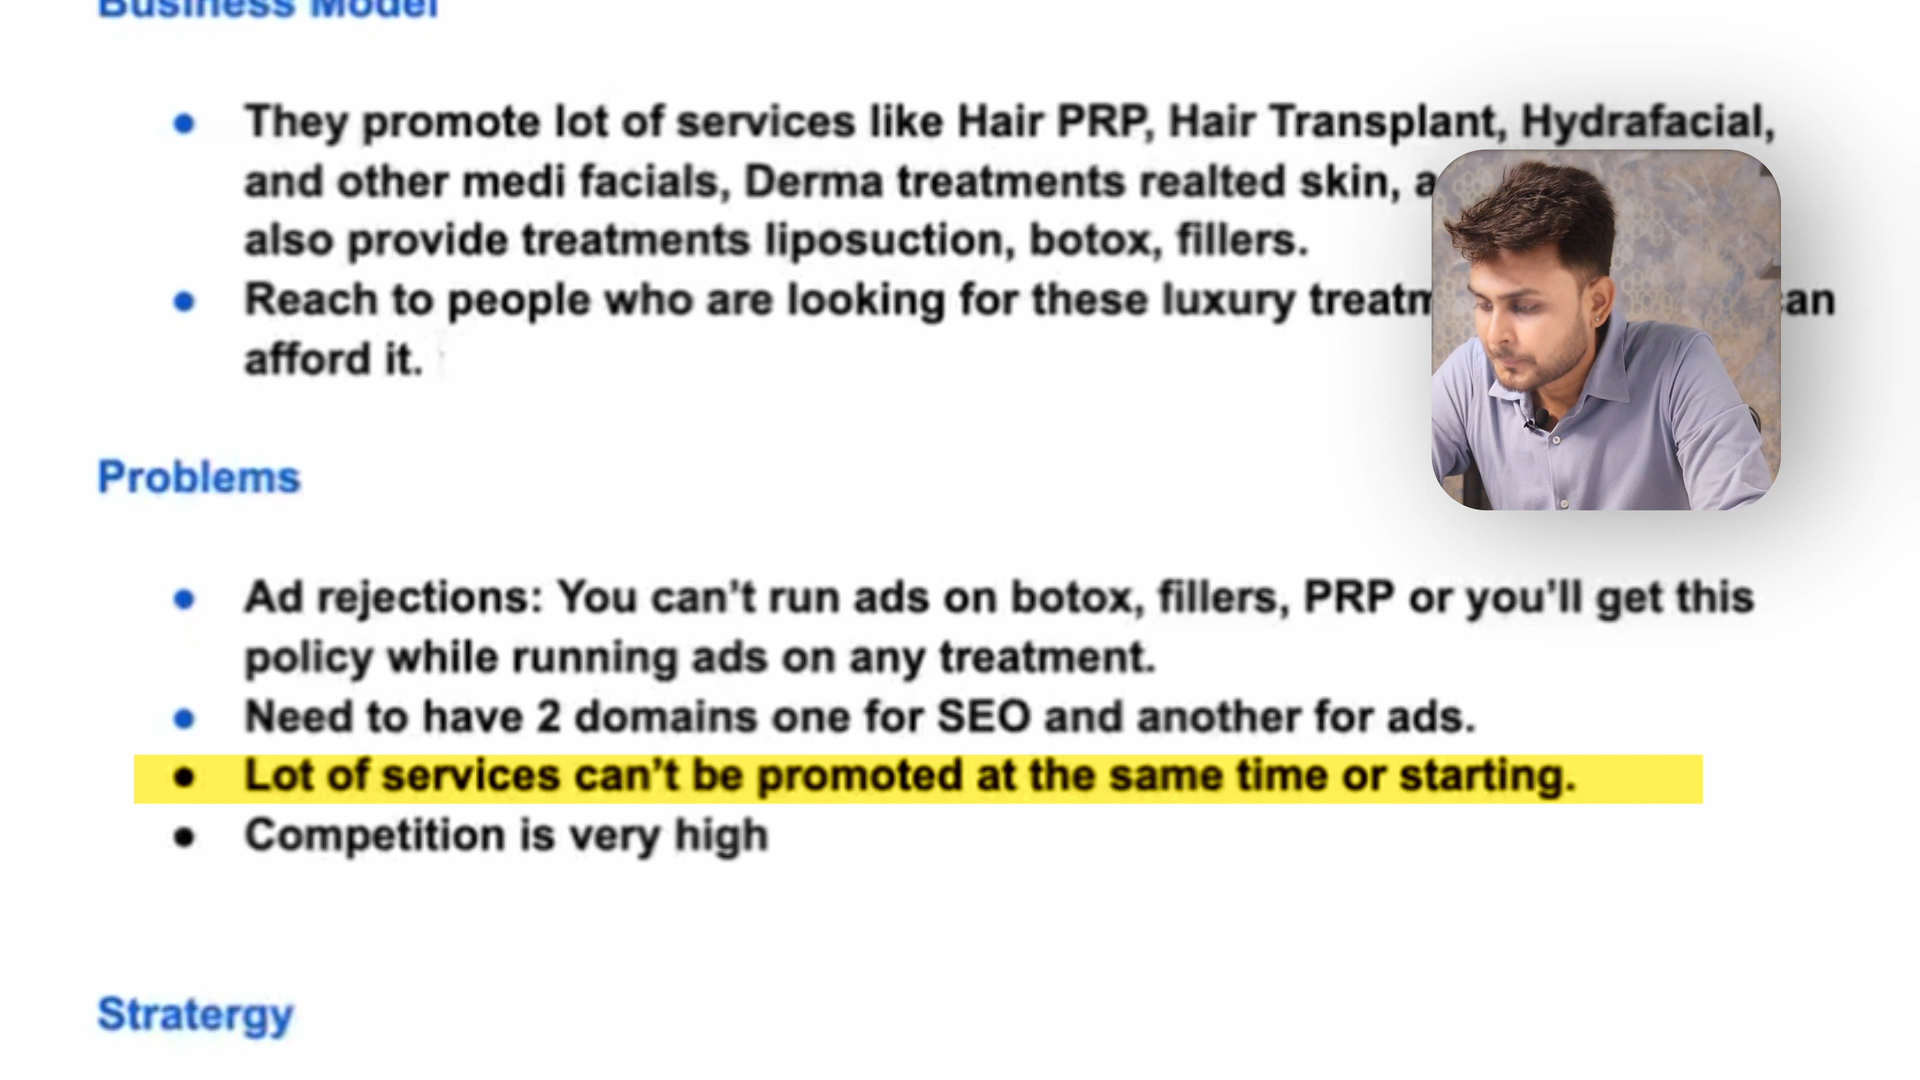 Business Model
They promote lot of services like Hair PRP, Hair Transplant, Hydrafacial,
and other medi facials, Derma treatments realted skin,
also provide treatments liposuction, botox, fillers.
Reach to people who are looking for these luxury
afford it.
Problems
Ad rejections: You can't run ads on botox, fillers, PRP or you'll get this
policy while running ads on any treatment.
Need to have 2 domains one for SEO and another for ads.
Lot of services can't be promoted at the same time or starting.
Competition is very high
Stratergy